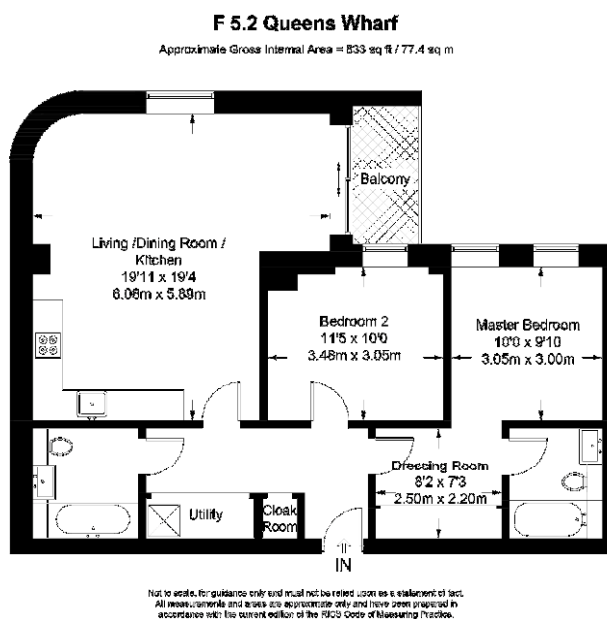 F 5.2 Queens Wharf
Approximate Gross Internal Area = 833 sq ft / 77.4 sq m
Balcony
Living /Dining Room /
Kitchen
19'11 x 19'4
6.06m x 5.89m
Bedroom 2
11'5 x 10'0
3.48m x 3.05m
Master Bedroom
10'0 x 9'10
3.05m x 3.00m
Dressing Room
8'2 x 7'3
2.50m x 2.20m
Utility
Cloak
Room
IN
Not to scale, for guidance only and must not be relied upon as a statement of fact.
All measurements and areas are approximate only and have been prepared in
accordance with the current edition of the RICS Code of Measuring Practice.